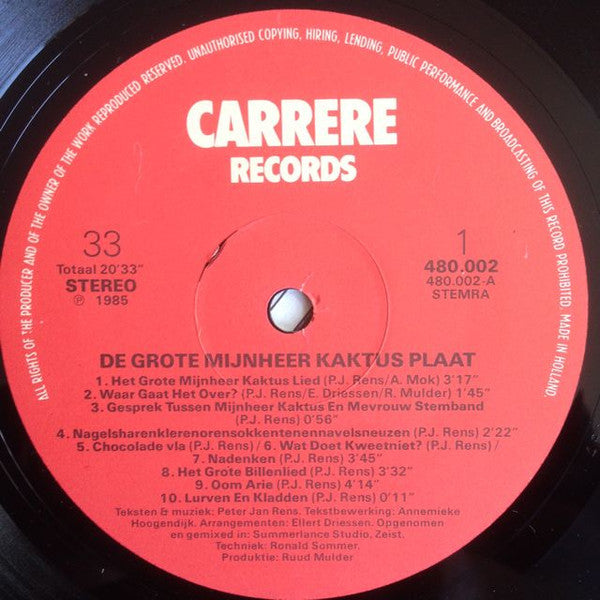 ALL RIGHTS OF THE PRODUCER AND OF THE OWNER OF THE WORK REPRODUCED RESERVED. UNAUTHORISED COPYING, HIRING, LENDING, PUBLIC PERFORMANCE AND BROADCASTING OF THIS RECORD PROHIBITED. MADE IN HOLLAND.
CARRERE
RECORDS
33
Totaal 20'33"
STEREO
℗ 1985
1
480.002
480.002-A
STEMRA
DE GROTE MIJNHEER KAKTUS PLAAT
1. Het Grote Mijnheer Kaktus Lied (P.J. Rens/A. Mok) 3'17"
2. Waar Gaat Het Over? (P.J. Rens/E. Driessen/R. Mulder) 1'45"
3. Gesprek Tussen Mijnheer Kaktus En Mevrouw Stemband
(P.J. Rens) 0'56"
4. Nagelsharenklerenorensokkentenennavelsneuzen (P.J. Rens) 2'22"
5. Chocolade vla (P.J. Rens) / 6. Wat Doet Kweetniet? (P.J. Rens) /
7. Nadenken (P.J. Rens) 3'45"
8. Het Grote Billenlied (P.J. Rens) 3'32"
9. Oom Arie (P.J. Rens) 4'14"
10. Lurven En Kladden (P.J. Rens) 0'11"
Teksten & muziek: Peter Jan Rens. Tekstbewerking: Annemieke
Hoogendijk. Arrangementen: Ellert Driessen. Opgenomen
en gemixed in: Summerlance Studio, Zeist.
Techniek: Ronald Sommer.
Produktie: Ruud Mulder